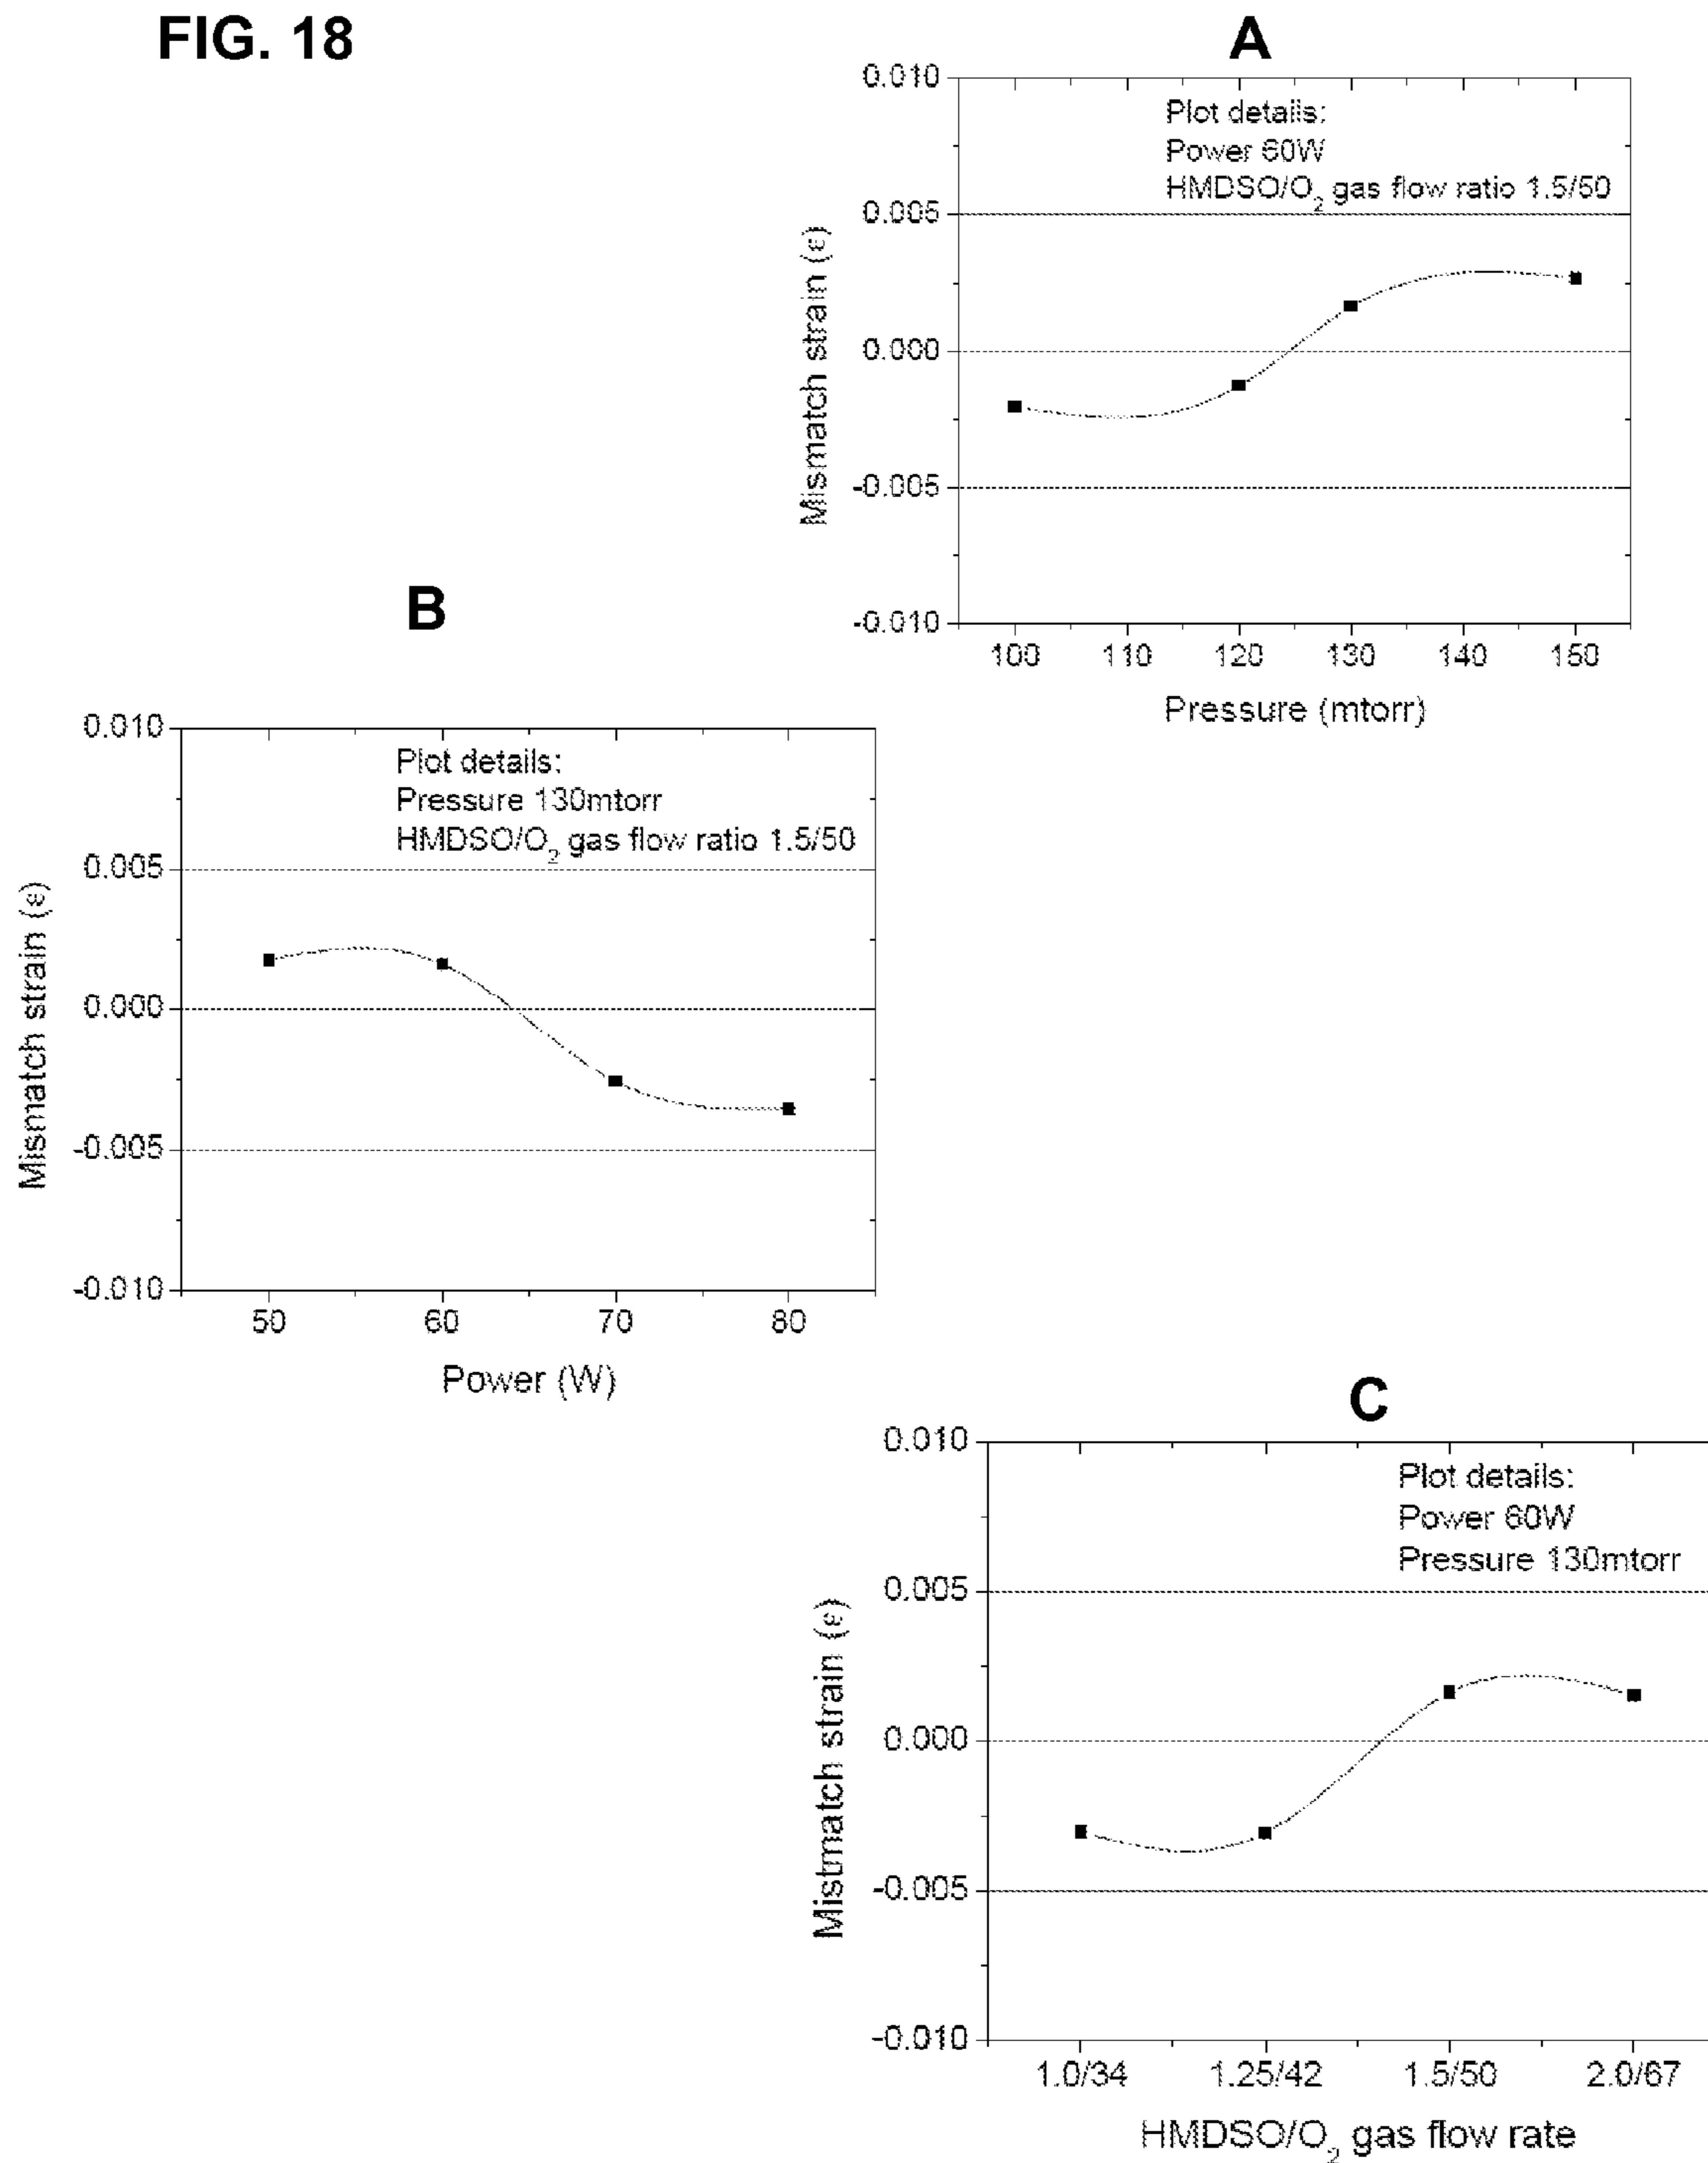 FIG. 18
A
0.010
0.005
0.000
-0.005
-0.010
Mismatch strain (ε)
Plot details:
Power 60W
HMDSO/O₂ gas flow ratio 1.5/50
100 110 120 130 140 150
Pressure (mtorr)
B
0.010
0.005
0.000
-0.005
-0.010
Mismatch strain (ε)
Plot details:
Pressure 130mtorr
HMDSO/O₂ gas flow ratio 1.5/50
50 60 70 80
Power (W)
C
0.010
0.005
0.000
-0.005
-0.010
Mistmatch strain (ε)
Plot details:
Power 60W
Pressure 130mtorr
1.0/34 1.25/42 1.5/50 2.0/67
HMDSO/O₂ gas flow rate